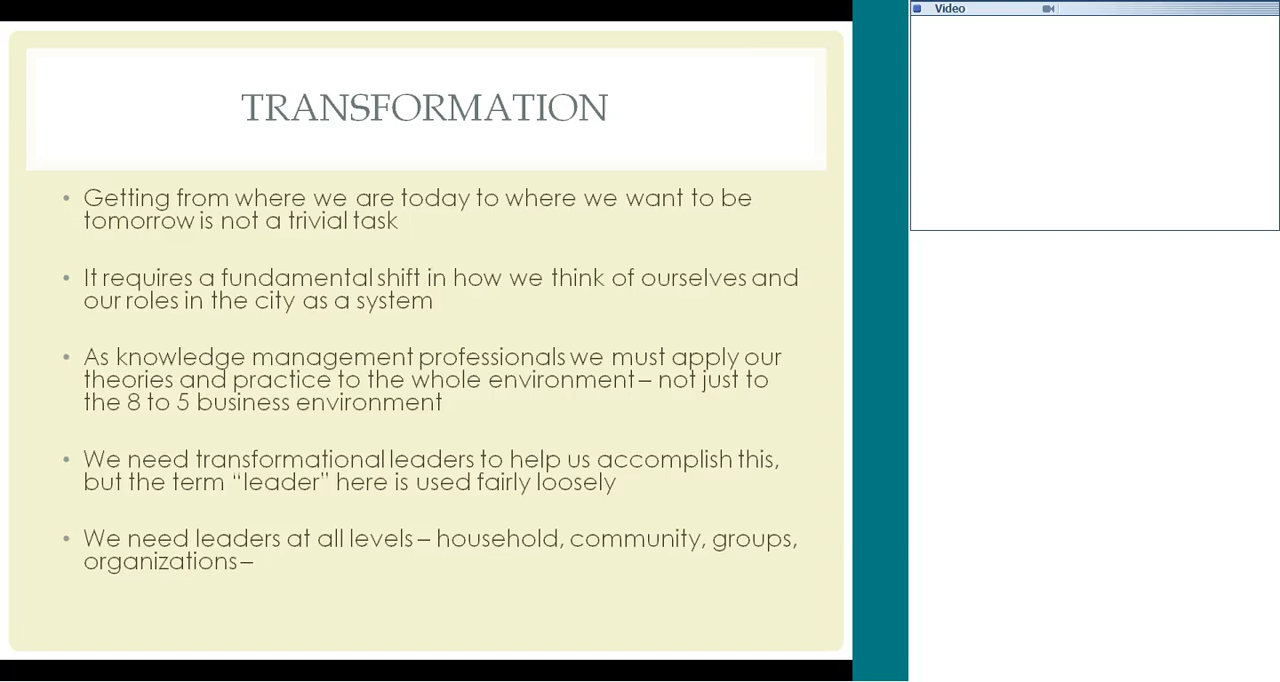 Video
TRANSFORMATION
• Getting from where we are today to where we want to be
tomorrow is not a trivial task
• It requires a fundamental shift in how we think of ourselves and
our roles in the city as a system
• As knowledge management professionals we must apply our
theories and practice to the whole environment – not just to
the 8 to 5 business environment
• We need transformational leaders to help us accomplish this,
but the term “leader” here is used fairly loosely
• We need leaders at all levels – household, community, groups,
organizations –